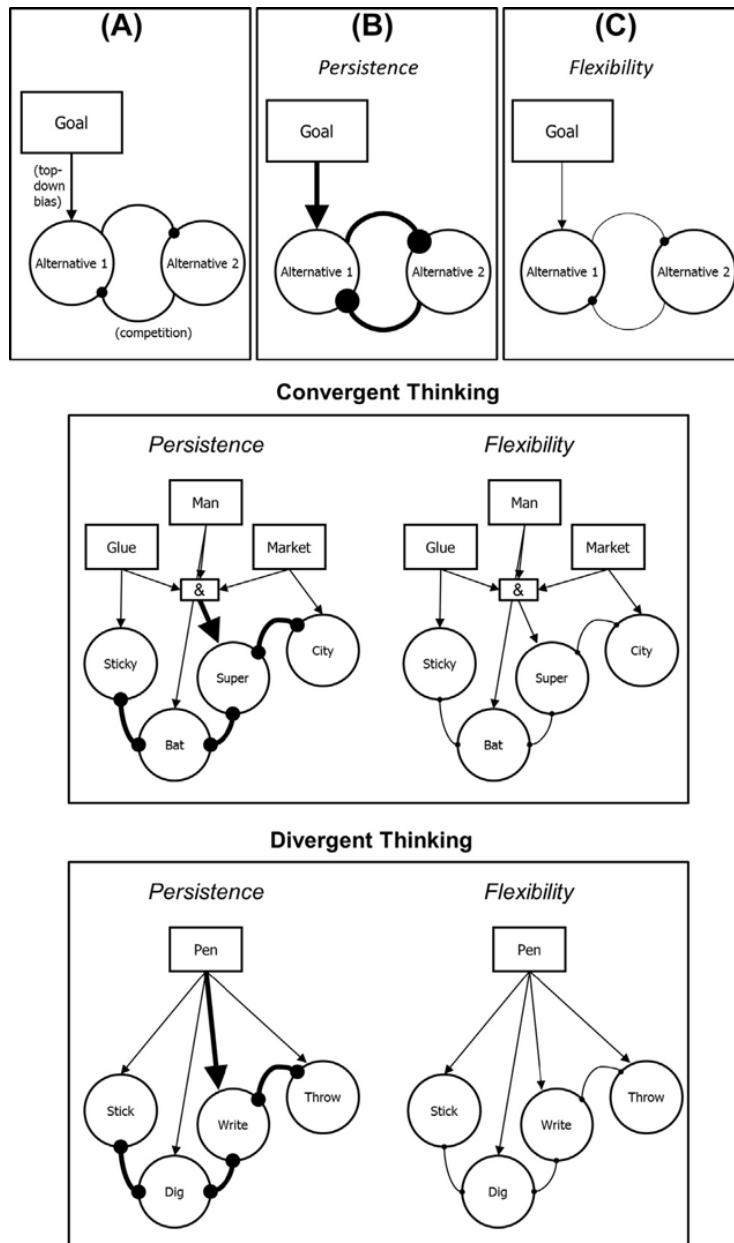 (A)
Goal
(top-
down
bias)
Alternative 1
Alternative 2
(competition)
(B)
Persistence
Goal
Alternative 1
Alternative 2
(C)
Flexibility
Goal
Alternative 1
Alternative 2
Convergent Thinking
Persistence
Man
Glue
Market
&
Sticky
Super
City
Bat
Flexibility
Man
Glue
Market
&
Sticky
Super
City
Bat
Divergent Thinking
Persistence
Pen
Stick
Write
Throw
Dig
Flexibility
Pen
Stick
Write
Throw
Dig